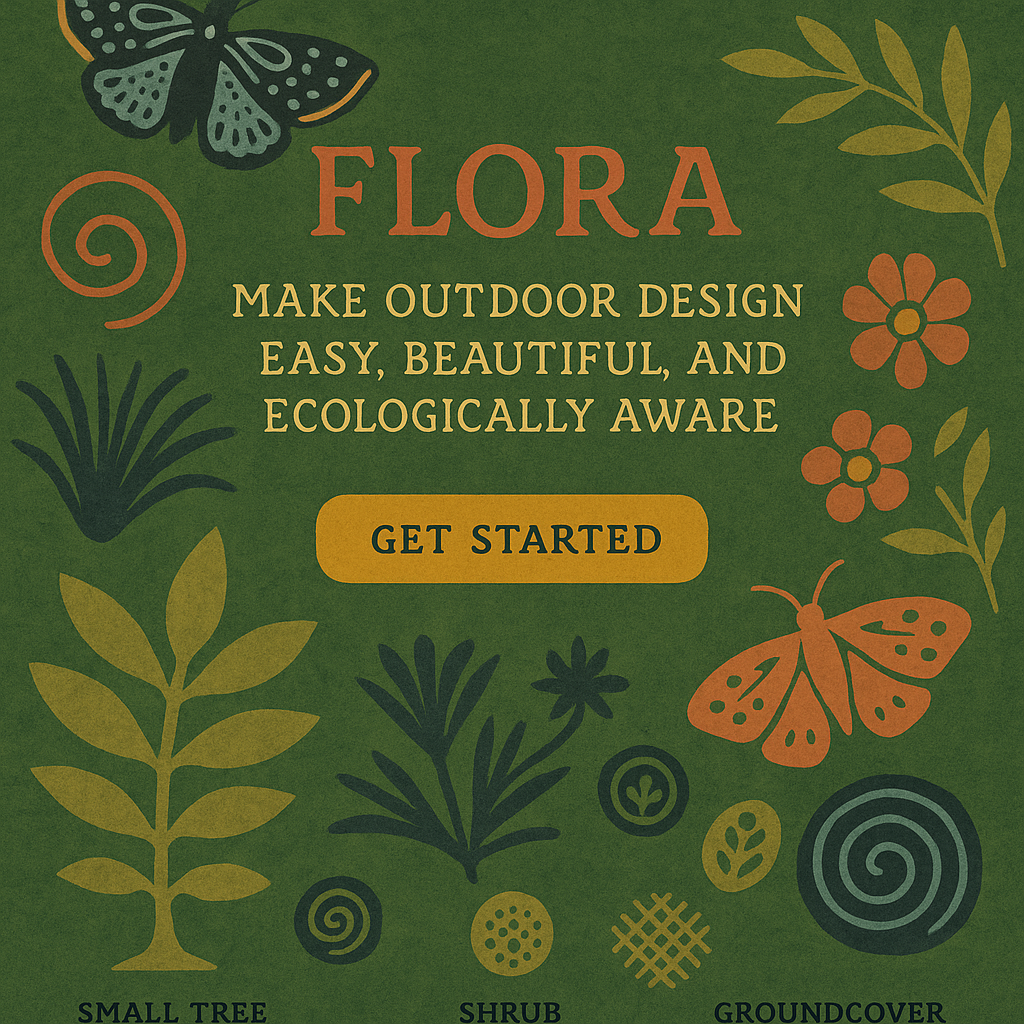 FLORA
MAKE OUTDOOR DESIGN
EASY, BEAUTIFUL, AND
ECOLOGICALLY AWARE
GET STARTED
SMALL TREE
SHRUB
GROUNDCOVER